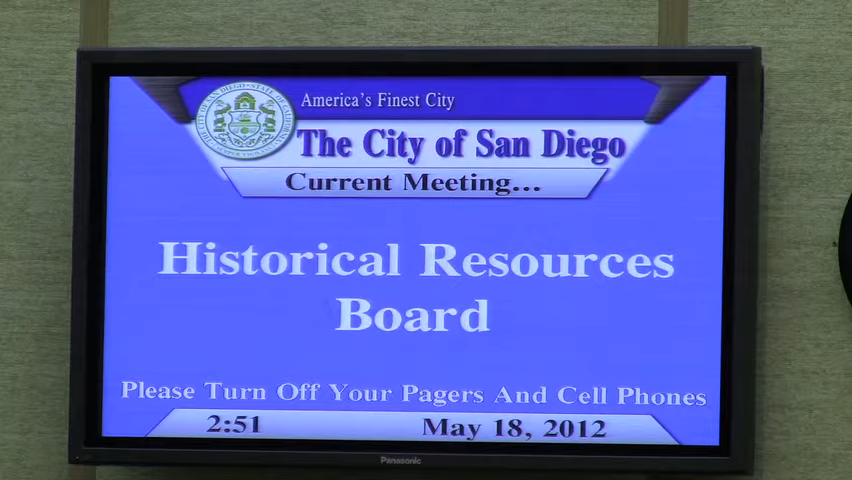 America's Finest City
The City of San Diego
Current Meeting...
Historical Resources
Board
Please Turn Off Your Pagers And Cell Phones
2:51 May 18, 2012
Panasonic